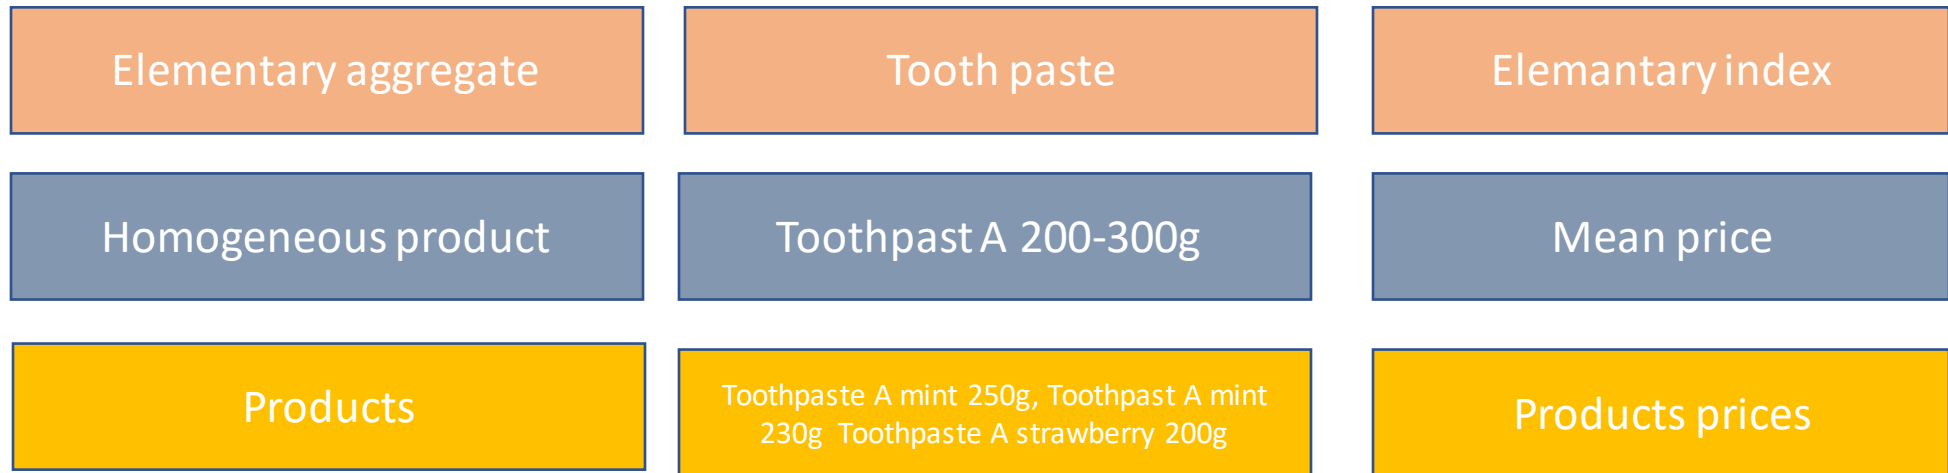 Elementary aggregate
Tooth paste
Elemantary index
Homogeneous product
Toothpast A 200-300g
Mean price
Products
Toothpaste A mint 250g, Toothpast A mint
230g Toothpaste A strawberry 200g
Products prices